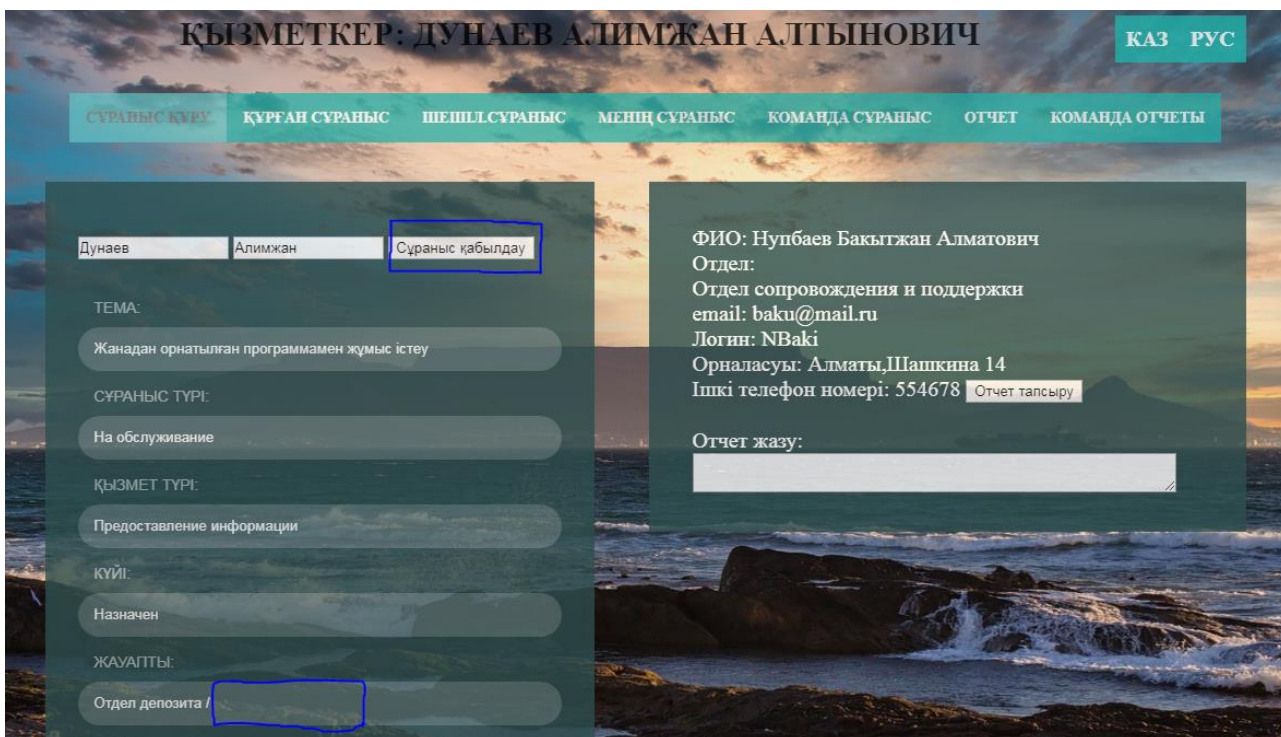 ҚЫЗМЕТКЕР: ДУНАЕВ АЛИМЖАН АЛТЫНОВИЧ
КАЗ РУС
СҰРАНЫС ҚҰРУ ҚҰРҒАН СҰРАНЫС ШЕШІЛ.СҰРАНЫС МЕНІҢ СҰРАНЫС КОМАНДА СҰРАНЫС ОТЧЕТ КОМАНДА ОТЧЕТЫ
Дунаев Алимжан Сұраныс қабылдау
ТЕМА:
Жанадан орнатылған программамен жұмыс істеу
СҰРАНЫС ТҮРІ:
На обслуживание
ҚЫЗМЕТ ТҮРІ:
Предоставление информации
КҮЙІ:
Назначен
ЖАУАПТЫ:
Отдел депозита /
ФИО: Нупбаев Бакытжан Алматович
Отдел:
Отдел сопровождения и поддержки
email: baku@mail.ru
Логин: NBaki
Орналасуы: Алматы,Шашкина 14
Ішкі телефон номері: 554678 Отчет тапсыру
Отчет жазу: